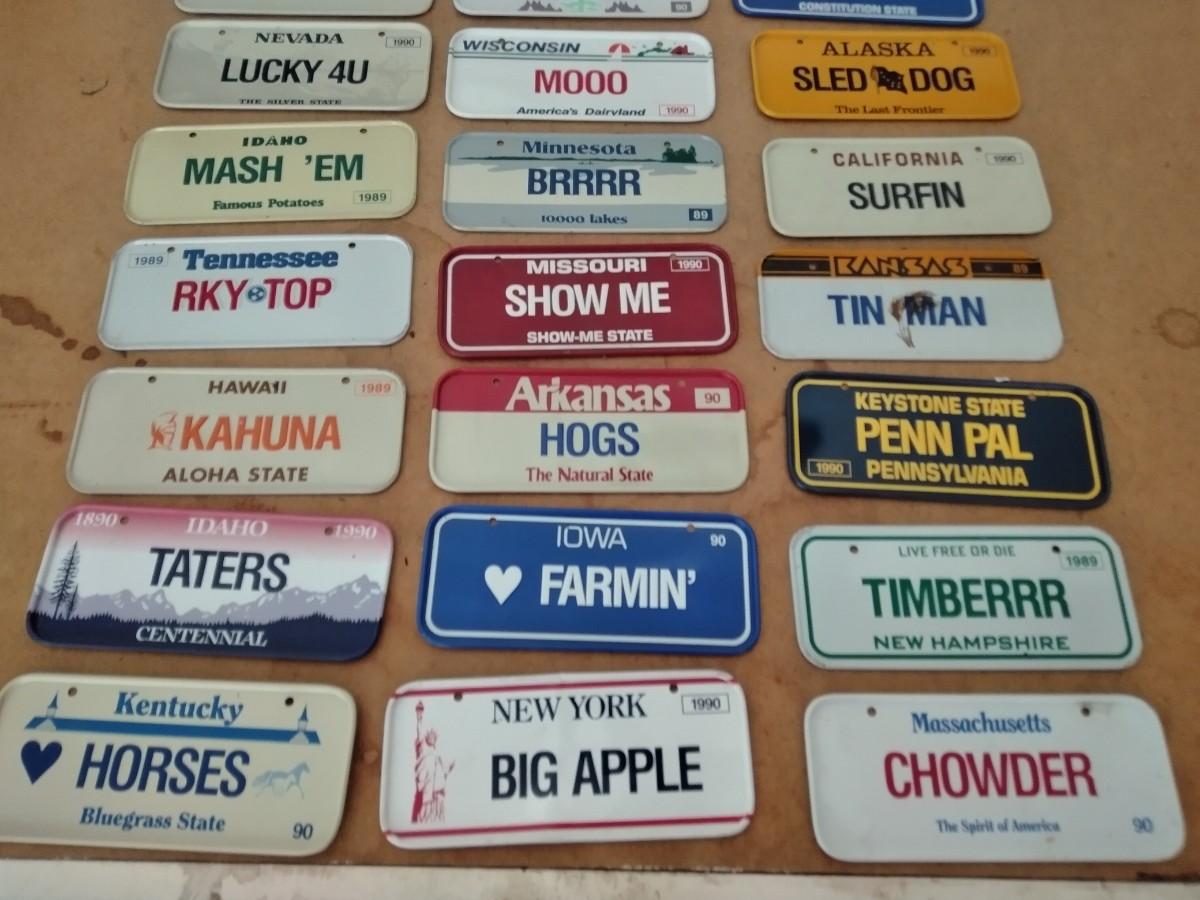 90
CONSTITUTION STATE
NEVADA 1990
LUCKY 4U
THE SILVER STATE
WISCONSIN
MOOO
America's Dairyland 1990
ALASKA 1990
SLED DOG
The Last Frontier
IDAHO
MASH 'EM
Famous Potatoes 1989
Minnesota
BRRRR
10000 lakes 89
CALIFORNIA 1990
SURFIN
1989 Tennessee
RKY TOP
MISSOURI 1990
SHOW ME
SHOW-ME STATE
KANSAS 89
TIN MAN
HAWAII 1989
KAHUNA
ALOHA STATE
Arkansas 90
HOGS
The Natural State
KEYSTONE STATE
PENN PAL
1990 PENNSYLVANIA
1890 IDAHO 1990
TATERS
CENTENNIAL
IOWA 90
FARMIN'
LIVE FREE OR DIE 1989
TIMBERRR
NEW HAMPSHIRE
Kentucky
HORSES
Bluegrass State 90
NEW YORK 1990
BIG APPLE
Massachusetts
CHOWDER
The Spirit of America 90